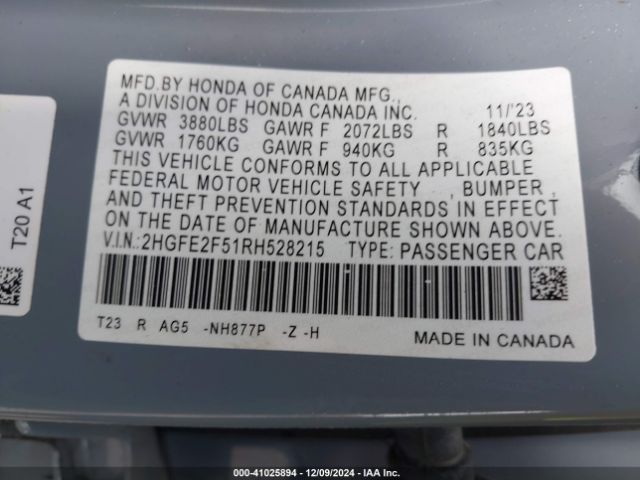 MFD.BY HONDA OF CANADA MFG.,
A DIVISION OF HONDA CANADA INC. 11/'23
GVWR 3880LBS GAWR F 2072LBS R 1840LBS
GVWR 1760KG GAWR F 940KG R 835KG
THIS VEHICLE CONFORMS TO ALL APPLICABLE
FEDERAL MOTOR VEHICLE SAFETY , BUMPER ,
AND THEFT PREVENTION STANDARDS IN EFFECT
ON THE DATE OF MANUFACTURE SHOWN ABOVE.
V.I.N.:2HGFE2F51RH528215 TYPE: PASSENGER CAR
T23 R AG5 -NH877P -Z -H
MADE IN CANADA
T20 A1
000-41025894 - 12/09/2024 - IAA Inc.